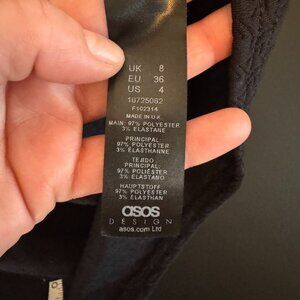 UK 8
EU 36
US 4
10725052
F102314
MADE IN U.K.
MAIN: 97% POLYESTER
3% ELASTANE
PRINCIPAL:
97% POLYESTER
3% ELASTHANNE
TEJIDO
PRINCIPAL:
97% POLIÉSTER
3% ELASTANO
HAUPTSTOFF:
97% POLYESTER
3% ELASTHAN
asos
DESIGN
asos.com Ltd